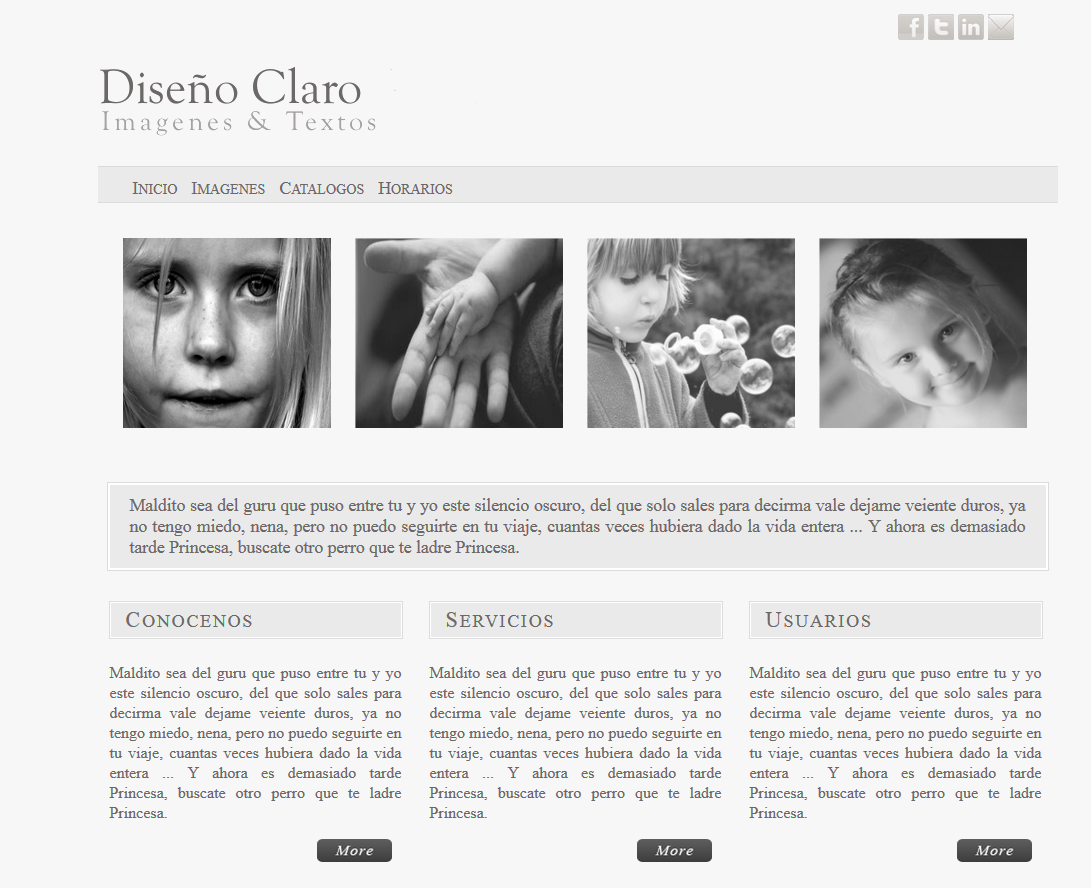 Diseño Claro
Imagenes & Textos
Inicio Imagenes Catalogos Horarios
Maldito sea del guru que puso entre tu y yo este silencio oscuro, del que solo sales para decirma vale dejame veiente duros, ya
no tengo miedo, nena, pero no puedo seguirte en tu viaje, cuantas veces hubiera dado la vida entera ... Y ahora es demasiado
tarde Princesa, buscate otro perro que te ladre Princesa.
Conocenos
Maldito sea del guru que puso entre tu y yo
este silencio oscuro, del que solo sales para
decirma vale dejame veiente duros, ya no
tengo miedo, nena, pero no puedo seguirte en
tu viaje, cuantas veces hubiera dado la vida
entera ... Y ahora es demasiado tarde
Princesa, buscate otro perro que te ladre
Princesa.
More
Servicios
Maldito sea del guru que puso entre tu y yo
este silencio oscuro, del que solo sales para
decirma vale dejame veiente duros, ya no
tengo miedo, nena, pero no puedo seguirte en
tu viaje, cuantas veces hubiera dado la vida
entera ... Y ahora es demasiado tarde
Princesa, buscate otro perro que te ladre
Princesa.
More
Usuarios
Maldito sea del guru que puso entre tu y yo
este silencio oscuro, del que solo sales para
decirma vale dejame veiente duros, ya no
tengo miedo, nena, pero no puedo seguirte en
tu viaje, cuantas veces hubiera dado la vida
entera ... Y ahora es demasiado tarde
Princesa, buscate otro perro que te ladre
Princesa.
More